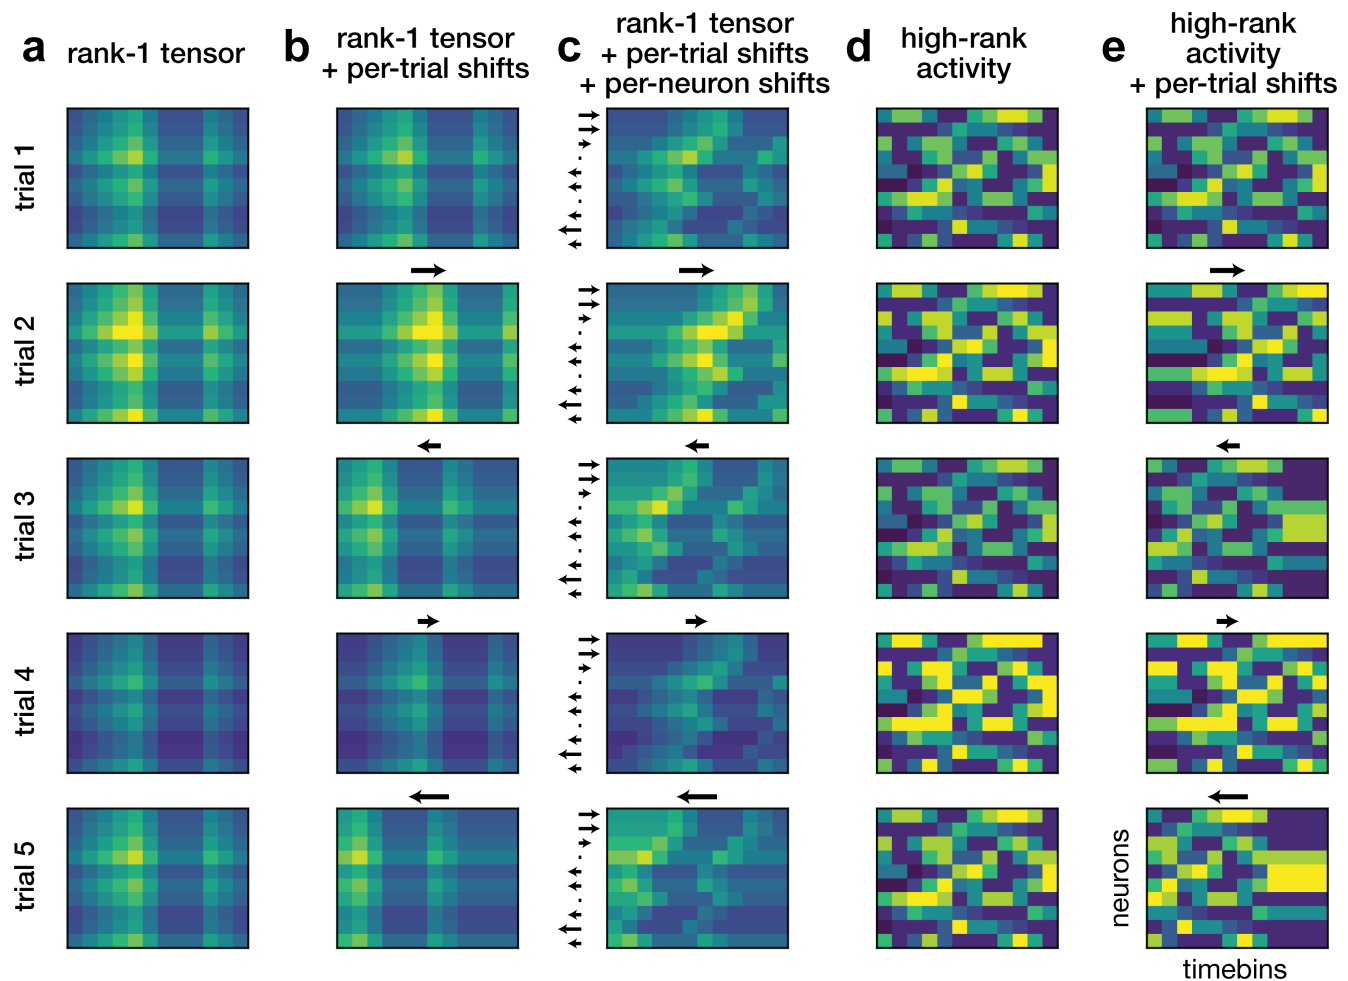 a rank-1 tensor
b rank-1 tensor
+ per-trial shifts
c rank-1 tensor
+ per-trial shifts
+ per-neuron shifts
d high-rank
activity
e high-rank
activity
+ per-trial shifts
trial 1
trial 2
trial 3
trial 4
trial 5
neurons
timebins